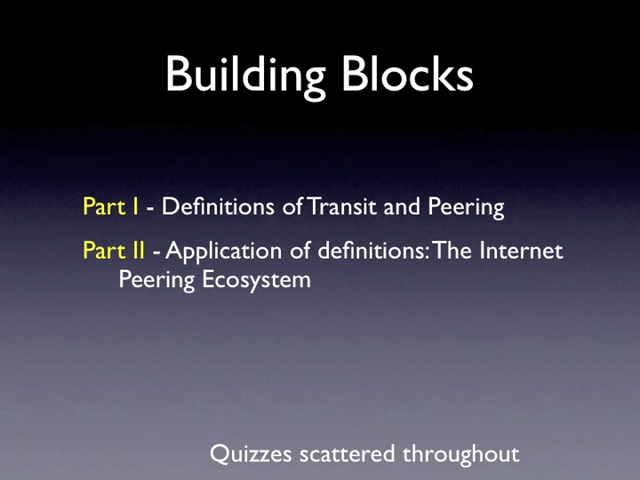 Building Blocks
Part I - Definitions of Transit and Peering
Part II - Application of definitions: The Internet
Peering Ecosystem
Quizzes scattered throughout